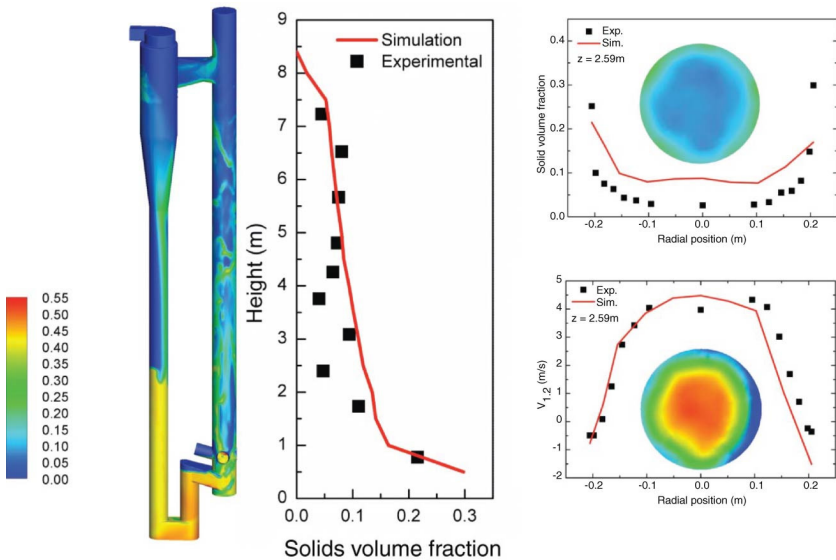 0.55
0.50
0.45
0.40
0.35
0.30
0.25
0.20
0.15
0.10
0.05
0.00
Height (m)
9
8
7
6
5
4
3
2
1
0
Simulation
Experimental
0.0 0.1 0.2 0.3
Solids volume fraction
Solid volume fraction
0.4
0.3
0.2
0.1
0.0
Exp.
Sim.
z = 2.59m
-0.2 -0.1 0.0 0.1 0.2
Radial position (m)
V1,2 (m/s)
5
4
3
2
1
0
-1
-2
Exp.
Sim.
z = 2.59m
-0.2 -0.1 0.0 0.1 0.2
Radial position (m)